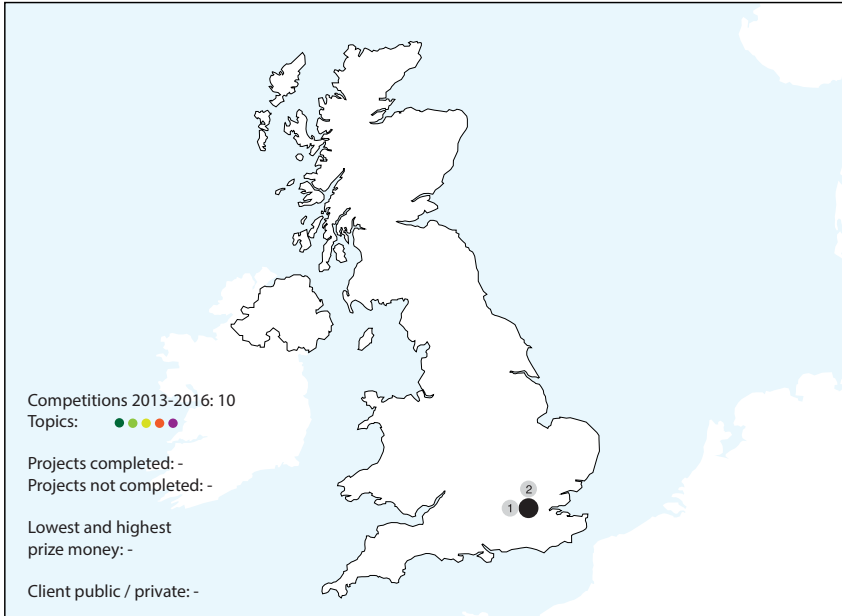 Competitions 2013-2016: 10
Topics:
Projects completed: -
Projects not completed: -
Lowest and highest
prize money: -
Client public / private: -
2
1